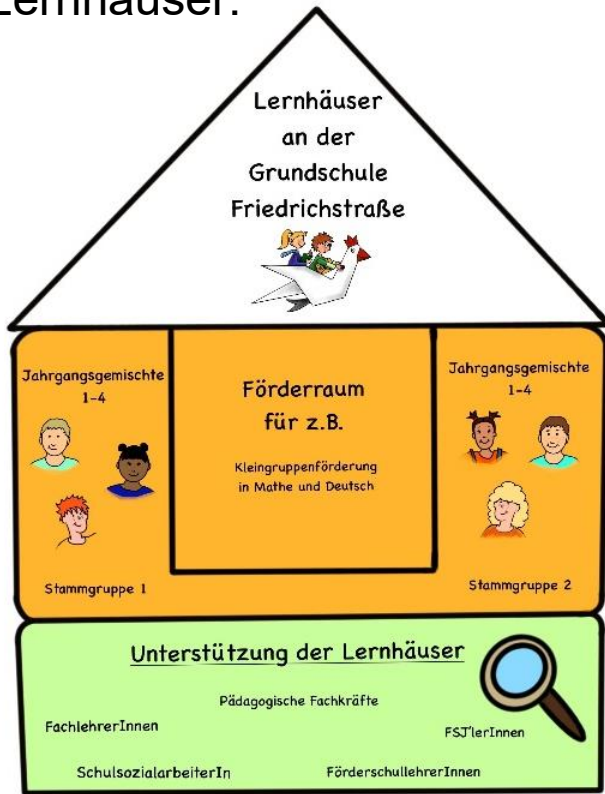 Lernhäuser:
Lernhäuser
an der
Grundschule
Friedrichstraße
Jahrgangsgemischte
1-4
Stammgruppe 1
Förderraum
für z.B.
Kleingruppenförderung
in Mathe und Deutsch
Jahrgangsgemischte
1-4
Stammgruppe 2
Unterstützung der Lernhäuser
Pädagogische Fachkräfte
FachlehrerInnen
FSJ'lerInnen
SchulsozialarbeiterIn
FörderschullehrerInnen